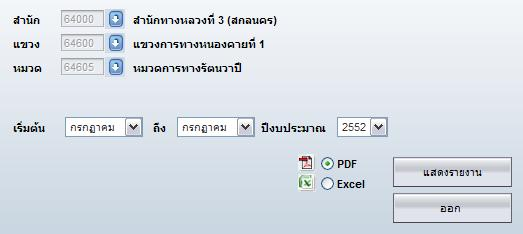 สำนัก 64000 สำนักทางหลวงที่ 3 (สกลนคร)
แขวง 64600 แขวงการทางหนองคายที่ 1
หมวด 64605 หมวดการทางรัตนวาปี
เริ่มต้น กรกฏาคม ถึง กรกฏาคม ปีงบประมาณ 2552
PDF
แสดงรายงาน
Excel
ออก